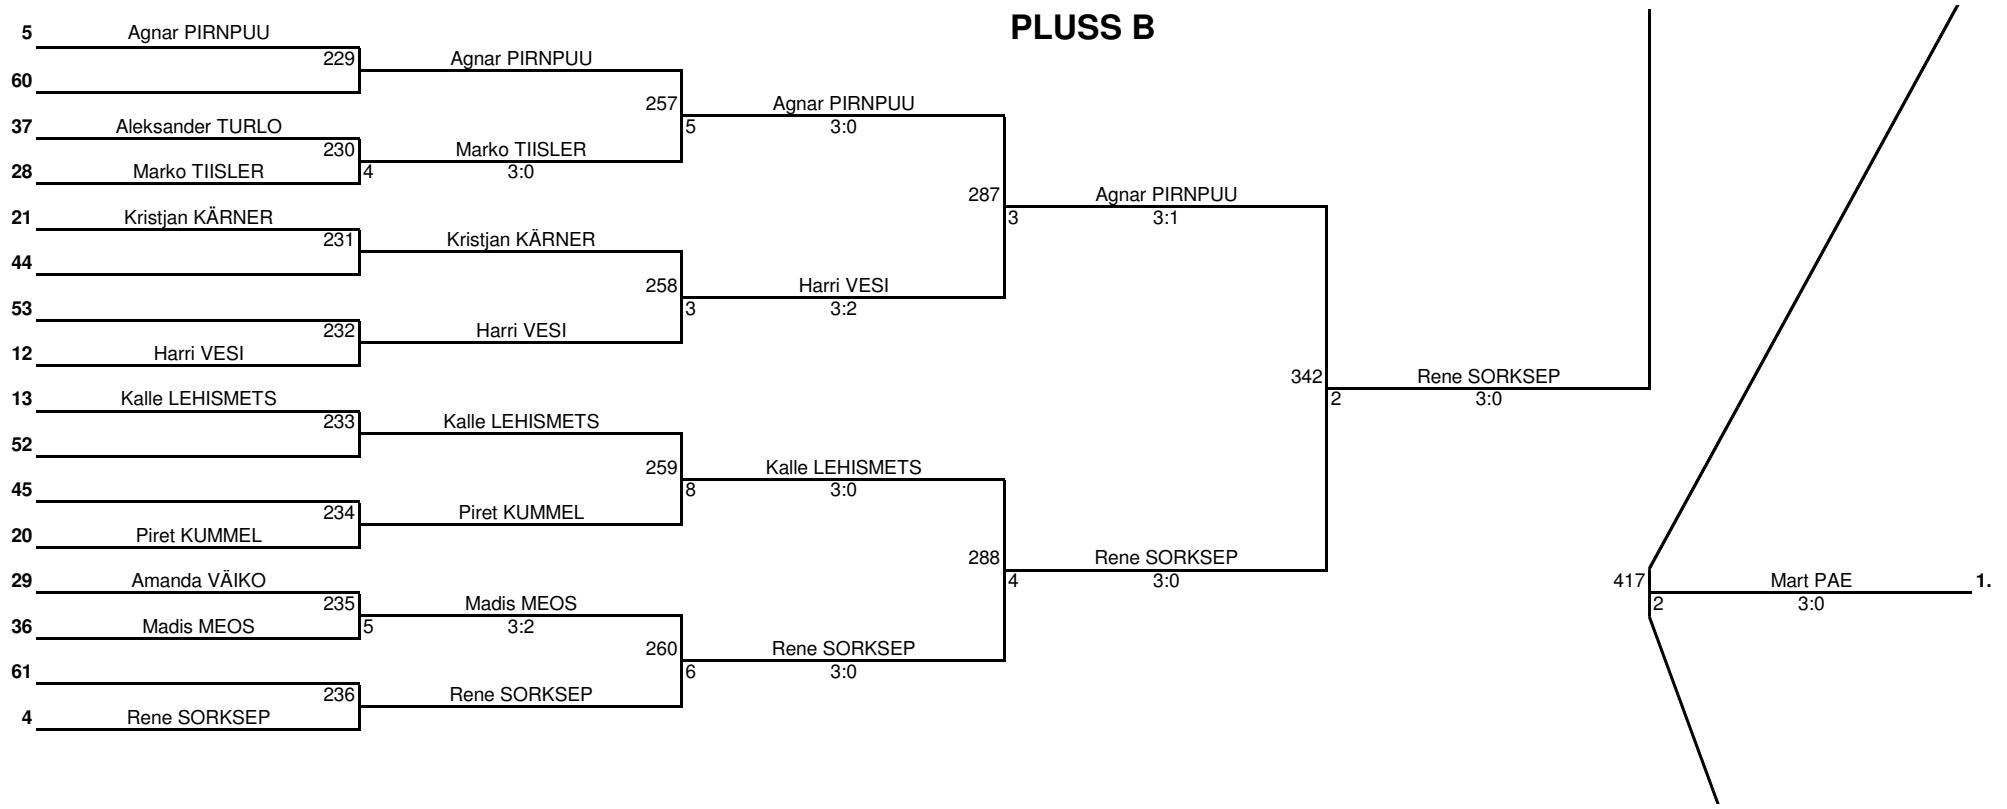 PLUSS B
5 Agnar PIRNPUU
229 Agnar PIRNPUU
60
257 Agnar PIRNPUU
5 3:0
37 Aleksander TURLO
230 Marko TIISLER
4 3:0
28 Marko TIISLER
287 Agnar PIRNPUU
3 3:1
21 Kristjan KÄRNER
231 Kristjan KÄRNER
44
258 Harri VESI
3 3:2
53
232 Harri VESI
12 Harri VESI
342 Rene SORKSEP
2 3:0
13 Kalle LEHISMETS
233 Kalle LEHISMETS
52
259 Kalle LEHISMETS
8 3:0
45
234 Piret KUMMEL
20 Piret KUMMEL
288 Rene SORKSEP
4 3:0
29 Amanda VÄIKO
235 Madis MEOS
5 3:2
36 Madis MEOS
417 Mart PAE 1.
2 3:0
260 Rene SORKSEP
6 3:0
61
236 Rene SORKSEP
4 Rene SORKSEP